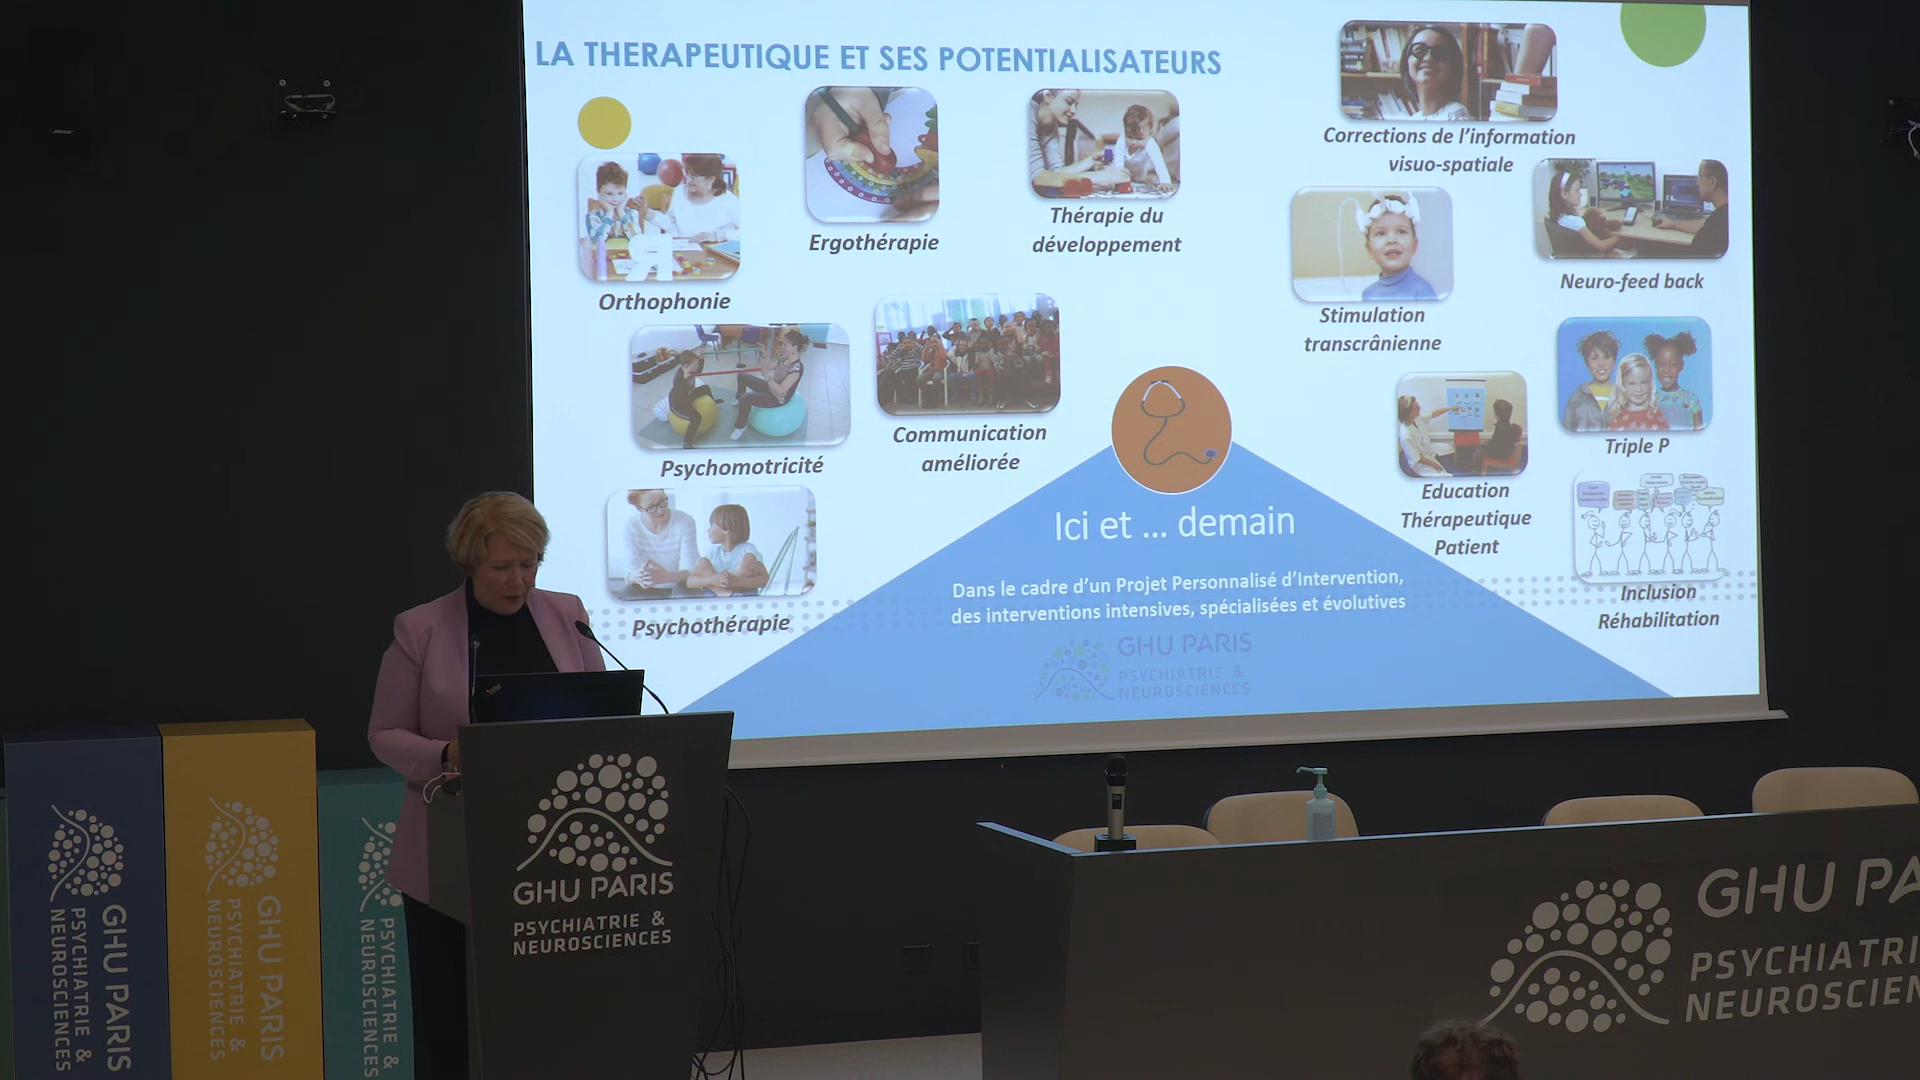 LA THERAPEUTIQUE ET SES POTENTIALISATEURS
Corrections de l'information
visuo-spatiale
Ergothérapie
Thérapie du
développement
Orthophonie
Neuro-feed back
Stimulation
transcrânienne
Communication
améliorée
Psychomotricité
Triple P
Education
Thérapeutique
Patient
Psychothérapie
Inclusion
Réhabilitation
Ici et ... demain
Dans le cadre d'un Projet Personnalisé d'Intervention,
des interventions intensives, spécialisées et évolutives
GHU PARIS
PSYCHIATRIE &
NEUROSCIENCES
GHU PARIS
PSYCHIATRIE &
NEUROSCIENCES
GHU PARIS
PSYCHIATRIE &
NEUROSCIENCES
GHU PARIS
PSYCHIATRIE &
NEUROSCIENCES
PSYCHIATRIE &
NEUROSCIENCES
GHU PA
PSYCHIATRI
NEUROSCIEN